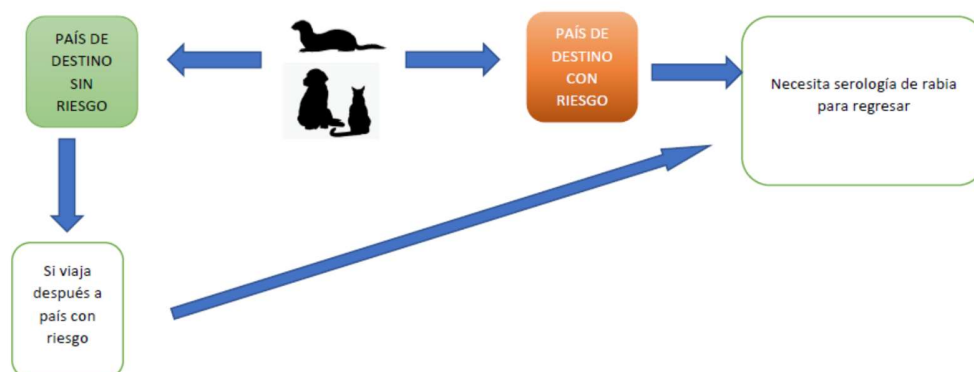 PAÍS DE
DESTINO
SIN
RIESGO
PAÍS DE
DESTINO
CON
RIESGO
Necesita serología de rabia
para regresar
Si viaja
después a
país con
riesgo